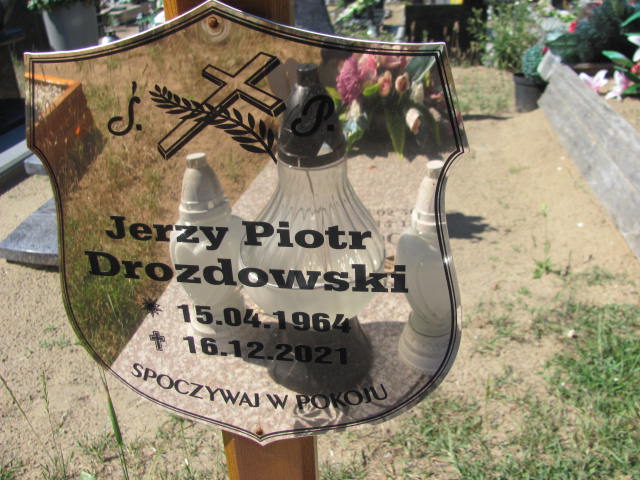 Ś. P.
Jerzy Piotr
Drozdowski
15.04.1964
16.12.2021
SPOCZYWAJ W POKOJU